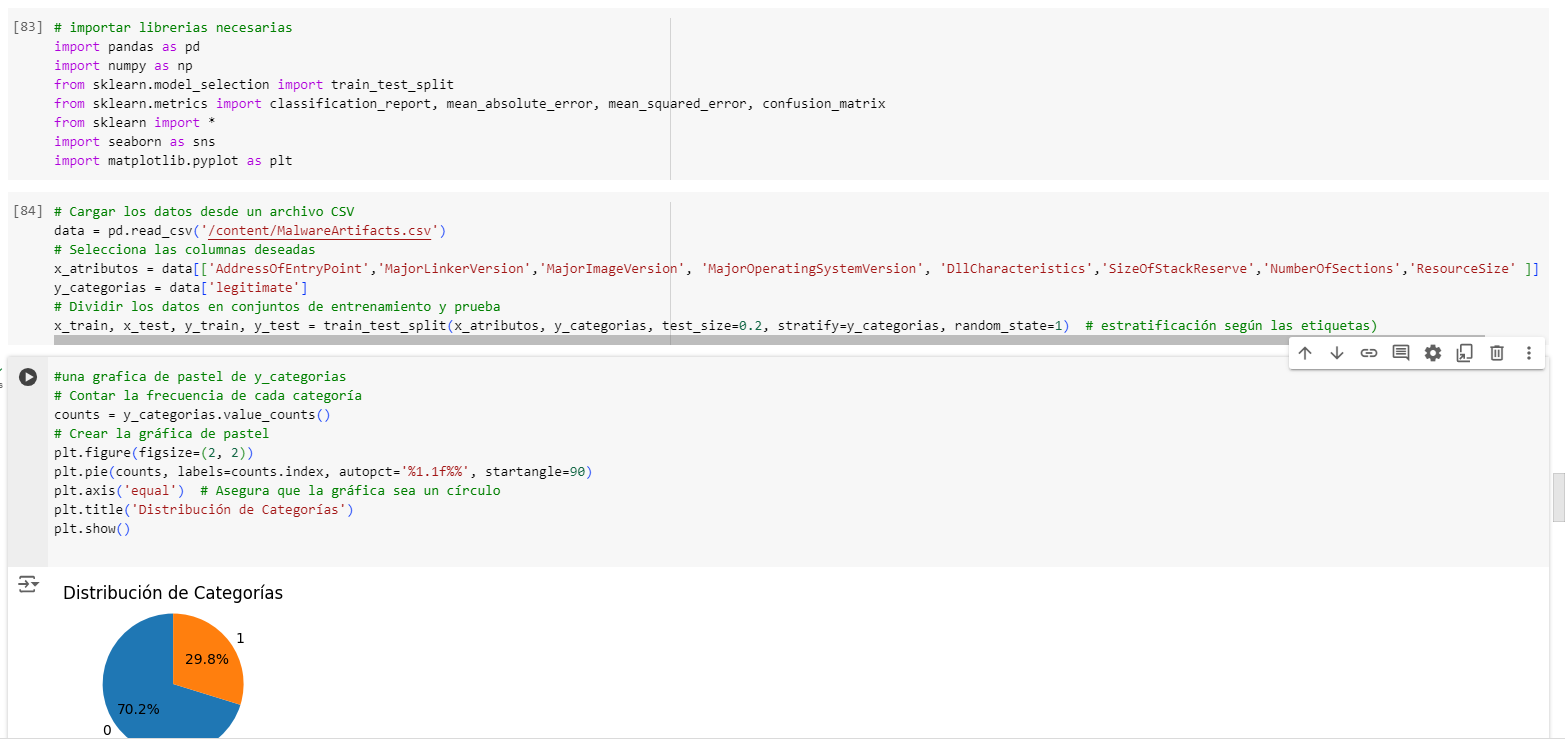 [83] # importar librerias necesarias
import pandas as pd
import numpy as np
from sklearn.model_selection import train_test_split
from sklearn.metrics import classification_report, mean_absolute_error, mean_squared_error, confusion_matrix
from sklearn import *
import seaborn as sns
import matplotlib.pyplot as plt
[84] # Cargar los datos desde un archivo CSV
data = pd.read_csv('/content/MalwareArtifacts.csv')
# Selecciona las columnas deseadas
x_atributos = data[['AddressOfEntryPoint','MajorLinkerVersion','MajorImageVersion', 'MajorOperatingSystemVersion', 'DllCharacteristics','SizeOfStackReserve','NumberOfSections','ResourceSize' ]]
y_categorias = data['legitimate']
# Dividir los datos en conjuntos de entrenamiento y prueba
x_train, x_test, y_train, y_test = train_test_split(x_atributos, y_categorias, test_size=0.2, stratify=y_categorias, random_state=1)  # estratificación según las etiquetas)
#una grafica de pastel de y_categorias
# Contar la frecuencia de cada categoría
counts = y_categorias.value_counts()
# Crear la gráfica de pastel
plt.figure(figsize=(2, 2))
plt.pie(counts, labels=counts.index, autopct='%1.1f%%', startangle=90)
plt.axis('equal')  # Asegura que la gráfica sea un círculo
plt.title('Distribución de Categorías')
plt.show()
Distribución de Categorías
1
29.8%
70.2%
0